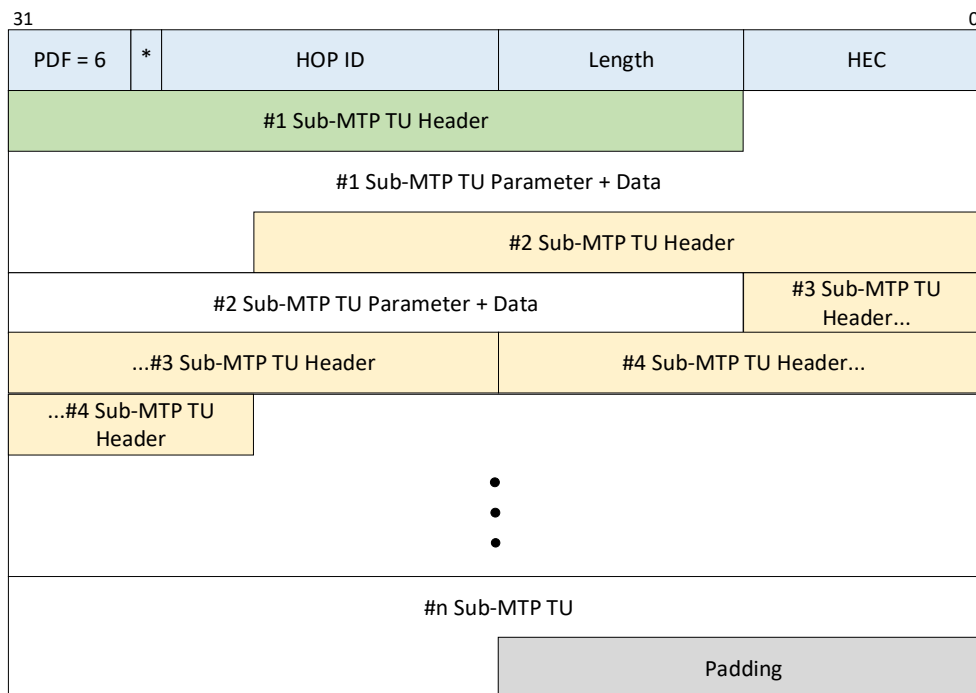 31 0
PDF = 6 * HOP ID Length HEC
#1 Sub-MTP TU Header
#1 Sub-MTP TU Parameter + Data
#2 Sub-MTP TU Header
#2 Sub-MTP TU Parameter + Data
#3 Sub-MTP TU
Header...
...#3 Sub-MTP TU Header
#4 Sub-MTP TU Header...
...#4 Sub-MTP TU
Header
#n Sub-MTP TU
Padding